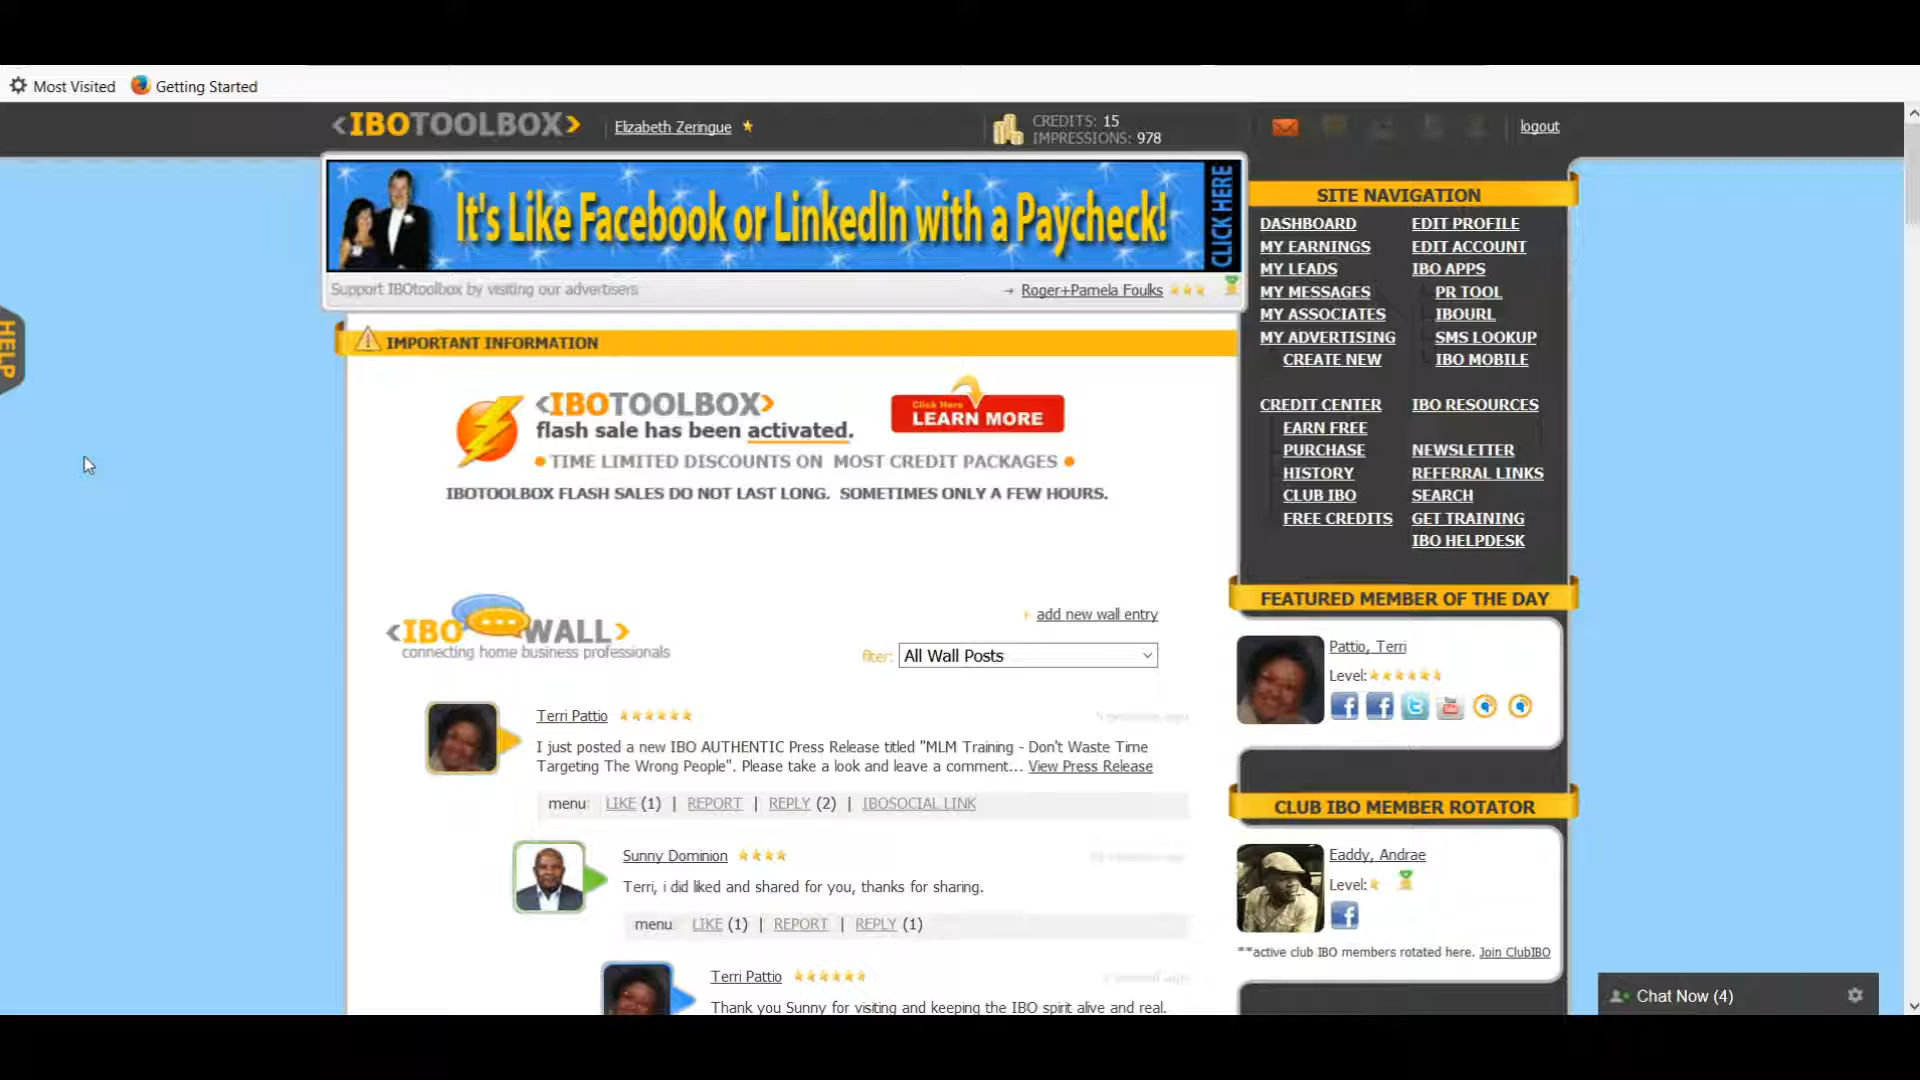 Most Visited Getting Started
<IBOTOOLBOX> Elizabeth Zeringue CREDITS: 15 logout
IMPRESSIONS: 978
It's Like Facebook or LinkedIn with a Paycheck! CLICK HERE
Support IBOtoolbox by visiting our advertisers → Roger+Pamela Foulks
HELP
IMPORTANT INFORMATION
<IBOTOOLBOX>
flash sale has been activated.
Click Here
LEARN MORE
• TIME LIMITED DISCOUNTS ON MOST CREDIT PACKAGES •
IBOTOOLBOX FLASH SALES DO NOT LAST LONG. SOMETIMES ONLY A FEW HOURS.
<IBO WALL>
connecting home business professionals
add new wall entry
filter: All Wall Posts
Terri Pattio
I just posted a new IBO AUTHENTIC Press Release titled "MLM Training - Don't Waste Time
Targeting The Wrong People". Please take a look and leave a comment... View Press Release
menu: LIKE (1) | REPORT | REPLY (2) | IBOSOCIAL LINK
Sunny Dominion
Terri, i did liked and shared for you, thanks for sharing.
menu: LIKE (1) | REPORT | REPLY (1)
Terri Pattio
Thank you Sunny for visiting and keeping the IBO spirit alive and real.
SITE NAVIGATION
DASHBOARD EDIT PROFILE
MY EARNINGS EDIT ACCOUNT
MY LEADS IBO APPS
MY MESSAGES PR TOOL
MY ASSOCIATES IBOURL
MY ADVERTISING SMS LOOKUP
CREATE NEW IBO MOBILE
CREDIT CENTER IBO RESOURCES
EARN FREE
PURCHASE NEWSLETTER
HISTORY REFERRAL LINKS
CLUB IBO SEARCH
FREE CREDITS GET TRAINING
IBO HELPDESK
FEATURED MEMBER OF THE DAY
Pattio, Terri
Level:
CLUB IBO MEMBER ROTATOR
Eaddy, Andrae
Level:
**active club IBO members rotated here. Join ClubIBO
Chat Now (4)